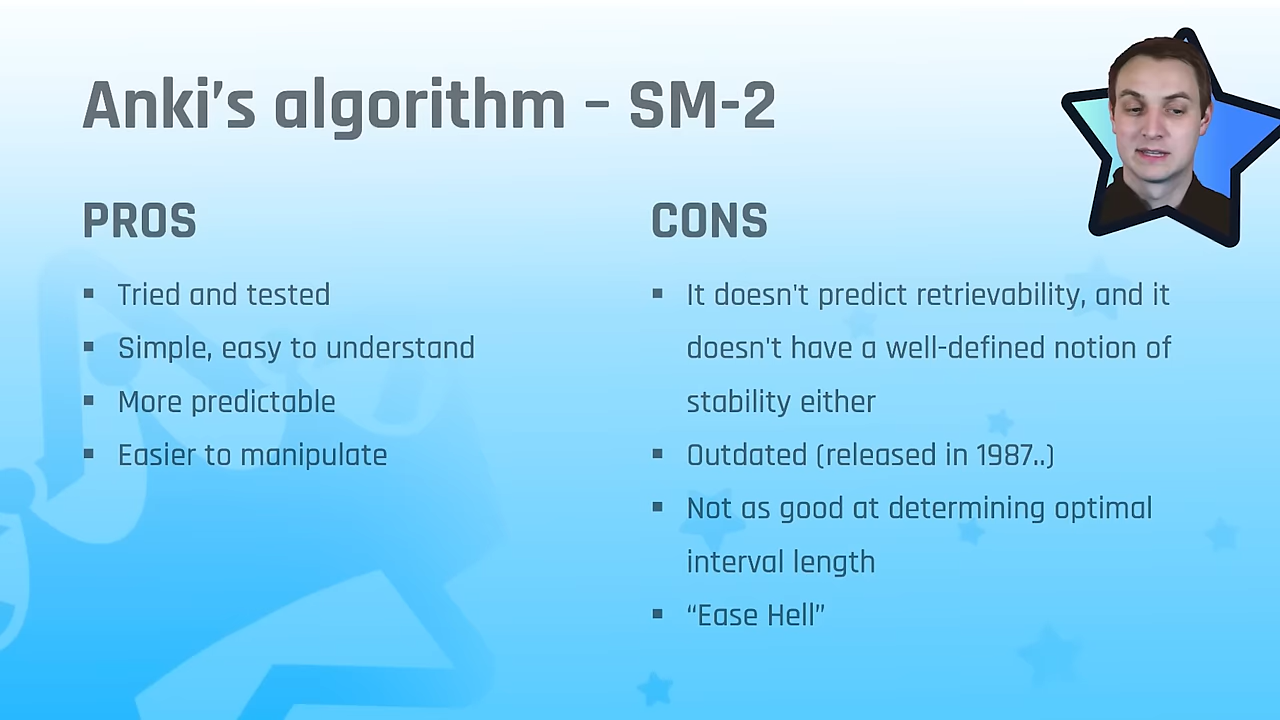 Anki's algorithm – SM-2
PROS
▪ Tried and tested
▪ Simple, easy to understand
▪ More predictable
▪ Easier to manipulate
CONS
▪ It doesn't predict retrievability, and it
doesn't have a well-defined notion of
stability either
▪ Outdated (released in 1987..)
▪ Not as good at determining optimal
interval length
▪ “Ease Hell”